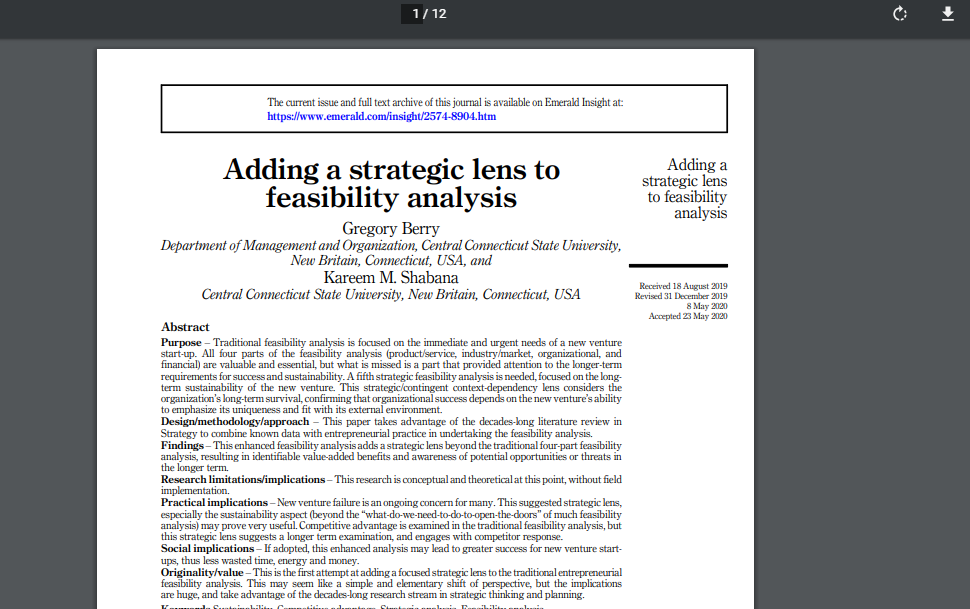 1 / 12
The current issue and full text archive of this journal is available on Emerald Insight at:
https://www.emerald.com/insight/2574-8904.htm
Adding a strategic lens to
feasibility analysis
Gregory Berry
Department of Management and Organization, Central Connecticut State University,
New Britain, Connecticut, USA, and
Kareem M. Shabana
Central Connecticut State University, New Britain, Connecticut, USA
Adding a
strategic lens
to feasibility
analysis
Received 18 August 2019
Revised 31 December 2019
8 May 2020
Accepted 23 May 2020
Abstract
Purpose – Traditional feasibility analysis is focused on the immediate and urgent needs of a new venture
start-up. All four parts of the feasibility analysis (product/service, industry/market, organizational, and
financial) are valuable and essential, but what is missed is a part that provided attention to the longer-term
requirements for success and sustainability. A fifth strategic feasibility analysis is needed, focused on the long-
term sustainability of the new venture. This strategic/contingent context-dependency lens considers the
organization's long-term survival, confirming that organizational success depends on the new venture's ability
to emphasize its uniqueness and fit with its external environment.
Design/methodology/approach – This paper takes advantage of the decades-long literature review in
Strategy to combine known data with entrepreneurial practice in undertaking the feasibility analysis.
Findings – This enhanced feasibility analysis adds a strategic lens beyond the traditional four-part feasibility
analysis, resulting in identifiable value-added benefits and awareness of potential opportunities or threats in
the longer term.
Research limitations/implications – This research is conceptual and theoretical at this point, without field
implementation.
Practical implications – New venture failure is an ongoing concern for many. This suggested strategic lens,
especially the sustainability aspect (beyond the "what-do-we-need-to-do-to-open-the-doors" of much feasibility
analysis) may prove very useful. Competitive advantage is examined in the traditional feasibility analysis, but
this strategic lens suggests a longer term examination, and engages with competitor response.
Social implications – If adopted, this enhanced analysis may lead to greater success for new venture start-
ups, thus less wasted time, energy and money.
Originality/value – This is the first attempt at adding a focused strategic lens to the traditional entrepreneurial
feasibility analysis. This may seem like a simple and elementary shift of perspective, but the implications
are huge, and take advantage of the decades-long research stream in strategic thinking and planning.
Keywords Sustainability, Competitive advantage, Strategic analysis, Feasibility analysis